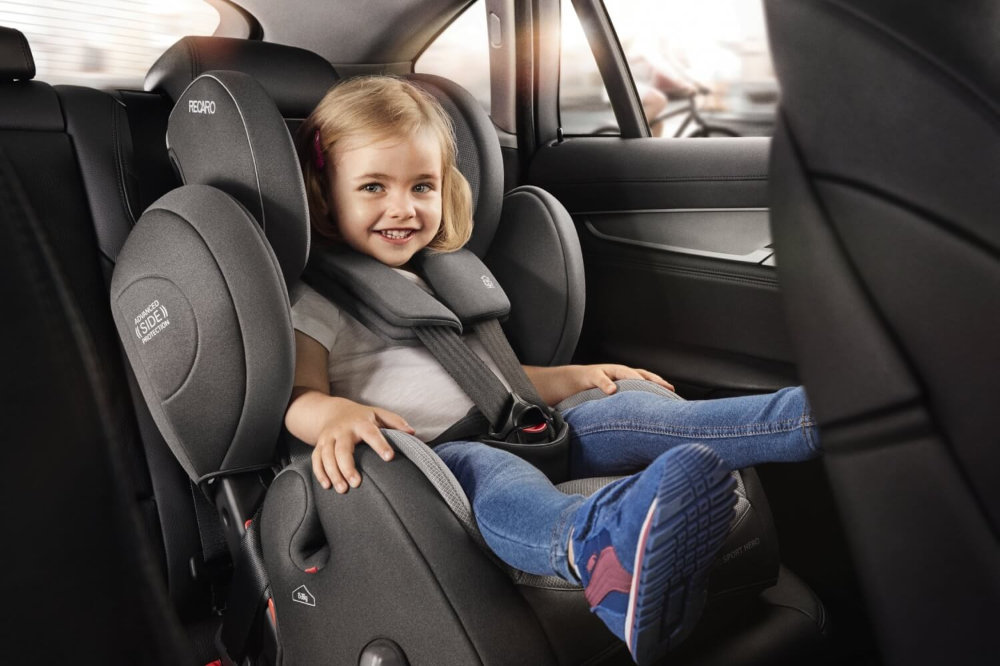 RECARO
ADVANCED
((SIDE))
PROTECTION
HERO
SPORT HERO
15-36kg